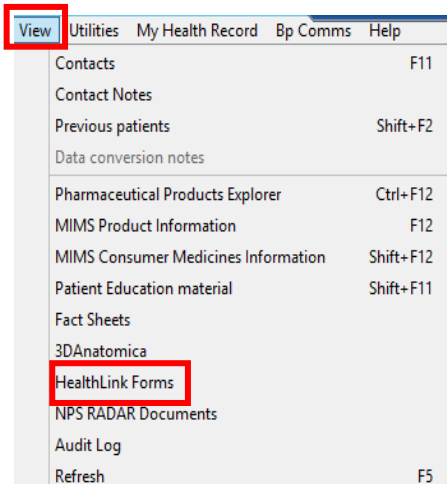 View Utilities My Health Record Bp Comms Help
Contacts F11
Contact Notes
Previous patients Shift+F2
Data conversion notes
Pharmaceutical Products Explorer Ctrl+F12
MIMS Product Information F12
MIMS Consumer Medicines Information Shift+F12
Patient Education material Shift+F11
Fact Sheets
3DAnatomica
HealthLink Forms
NPS RADAR Documents
Audit Log
Refresh F5